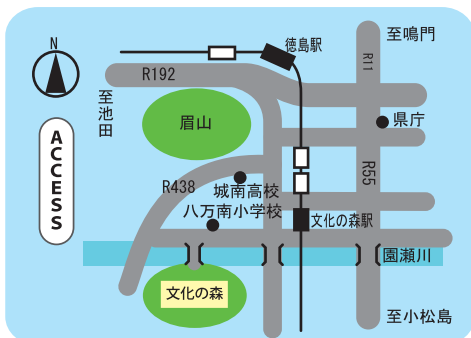 N
徳島駅
至鳴門
R11
R192
至池田
眉山
県庁
ACCESS
R55
R438
城南高校
八万南小学校
文化の森駅
園瀬川
文化の森
至小松島